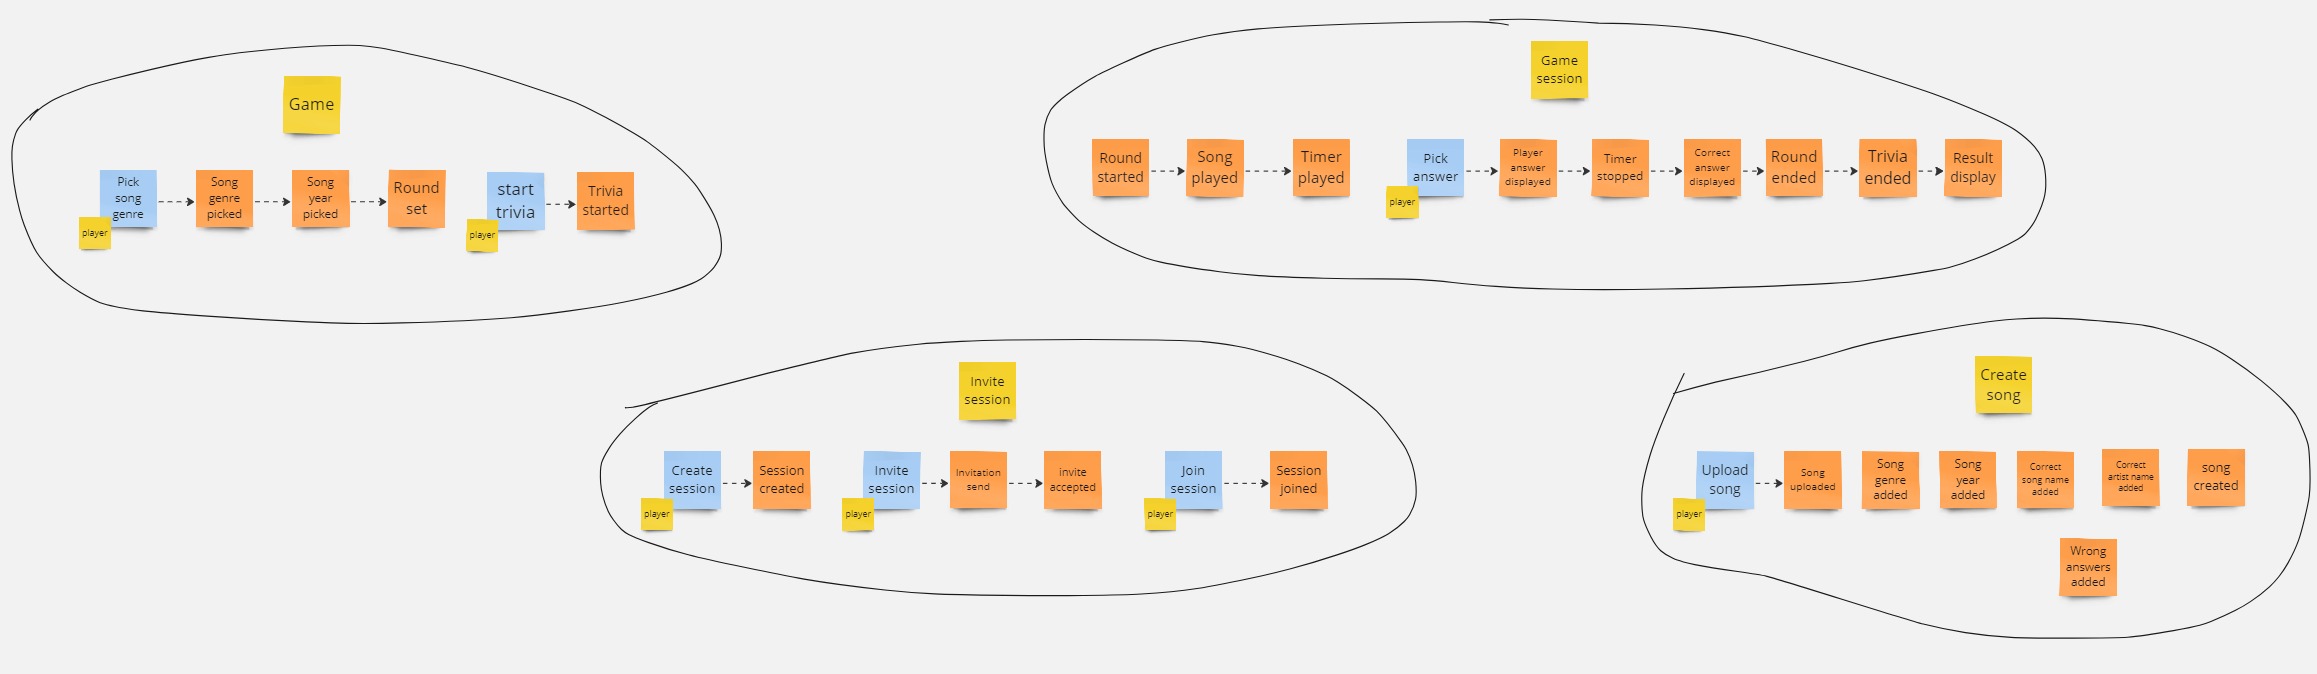 Game
Pick
song
genre
player
Song
genre
picked
Song
year
picked
Round
set
start
trivia
player
Trivia
started
Game
session
Round
started
Song
played
Timer
played
Pick
answer
player
Player
answer
displayed
Timer
stopped
Correct
answer
displayed
Round
ended
Trivia
ended
Result
display
Invite
session
Create
session
player
Session
created
Invite
session
player
Invitation
send
invite
accepted
Join
session
player
Session
joined
Create
song
Upload
song
player
Song
uploaded
Song
genre
added
Song
year
added
Correct
song name
added
Correct
artist name
added
song
created
Wrong
answers
added